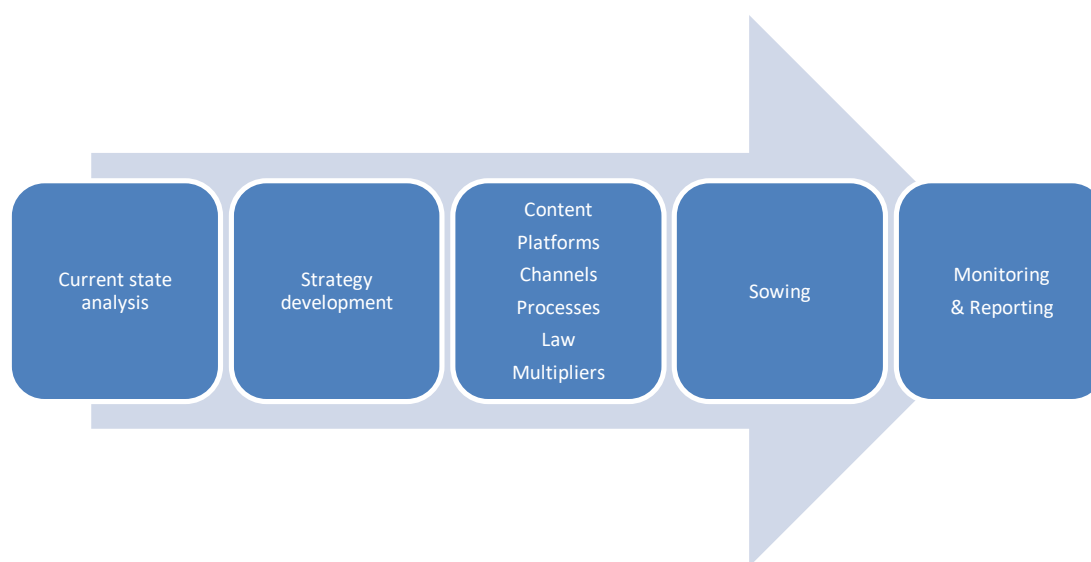 Current state
analysis
Strategy
development
Content
Platforms
Channels
Processes
Law
Multipliers
Sowing
Monitoring
& Reporting